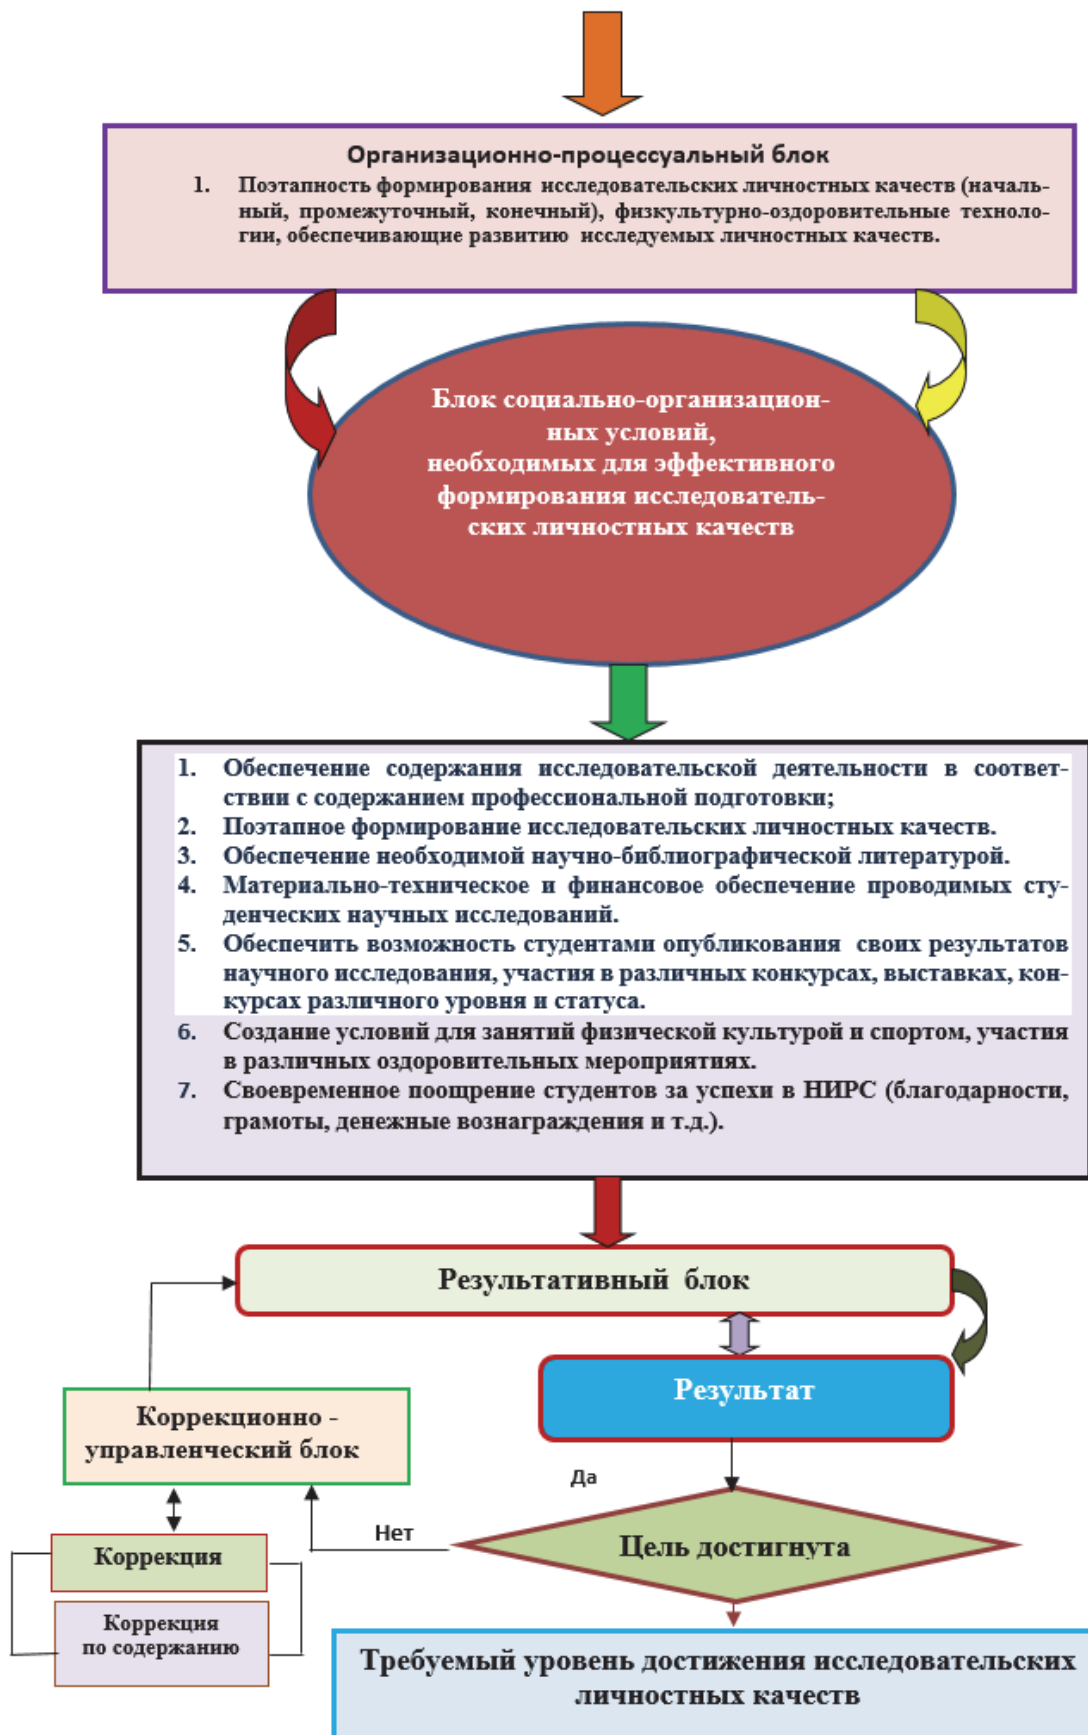 Организационно-процессуальный блок
1. Поэтапность формирования исследовательских личностных качеств (началь-
ный, промежуточный, конечный), физкультурно-оздоровительные техноло-
гии, обеспечивающие развитию исследуемых личностных качеств.
Блок социально-организацион-
ных условий,
необходимых для эффективного
формирования исследователь-
ских личностных качеств
1. Обеспечение содержания исследовательской деятельности в соответ-
ствии с содержанием профессиональной подготовки;
2. Поэтапное формирование исследовательских личностных качеств.
3. Обеспечение необходимой научно-библиографической литературой.
4. Материально-техническое и финансовое обеспечение проводимых сту-
денческих научных исследований.
5. Обеспечить возможность студентами опубликования своих результатов
научного исследования, участия в различных конкурсах, выставках, кон-
курсах различного уровня и статуса.
6. Создание условий для занятий физической культурой и спортом, участия
в различных оздоровительных мероприятиях.
7. Своевременное поощрение студентов за успехи в НИРС (благодарности,
грамоты, денежные вознаграждения и т.д.).
Результативный блок
Результат
Коррекционно -
управленческий блок
Да
Нет
Цель достигнута
Коррекция
Коррекция
по содержанию
Требуемый уровень достижения исследовательских
личностных качеств